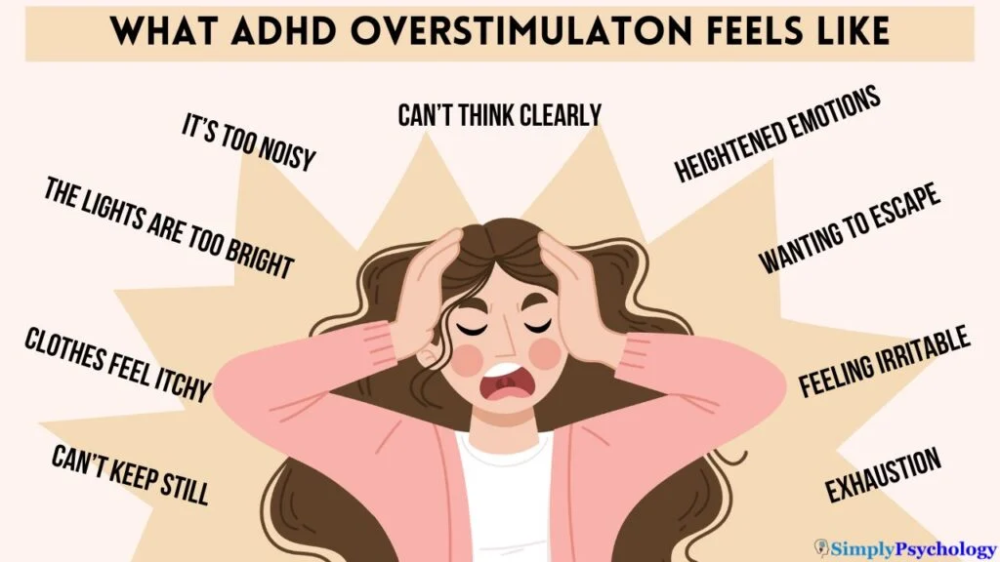 WHAT ADHD OVERSTIMULATON FEELS LIKE
CAN'T THINK CLEARLY
IT'S TOO NOISY
THE LIGHTS ARE TOO BRIGHT
CLOTHES FEEL ITCHY
CAN'T KEEP STILL
HEIGHTENED EMOTIONS
WANTING TO ESCAPE
FEELING IRRITABLE
EXHAUSTION
SimplyPsychology